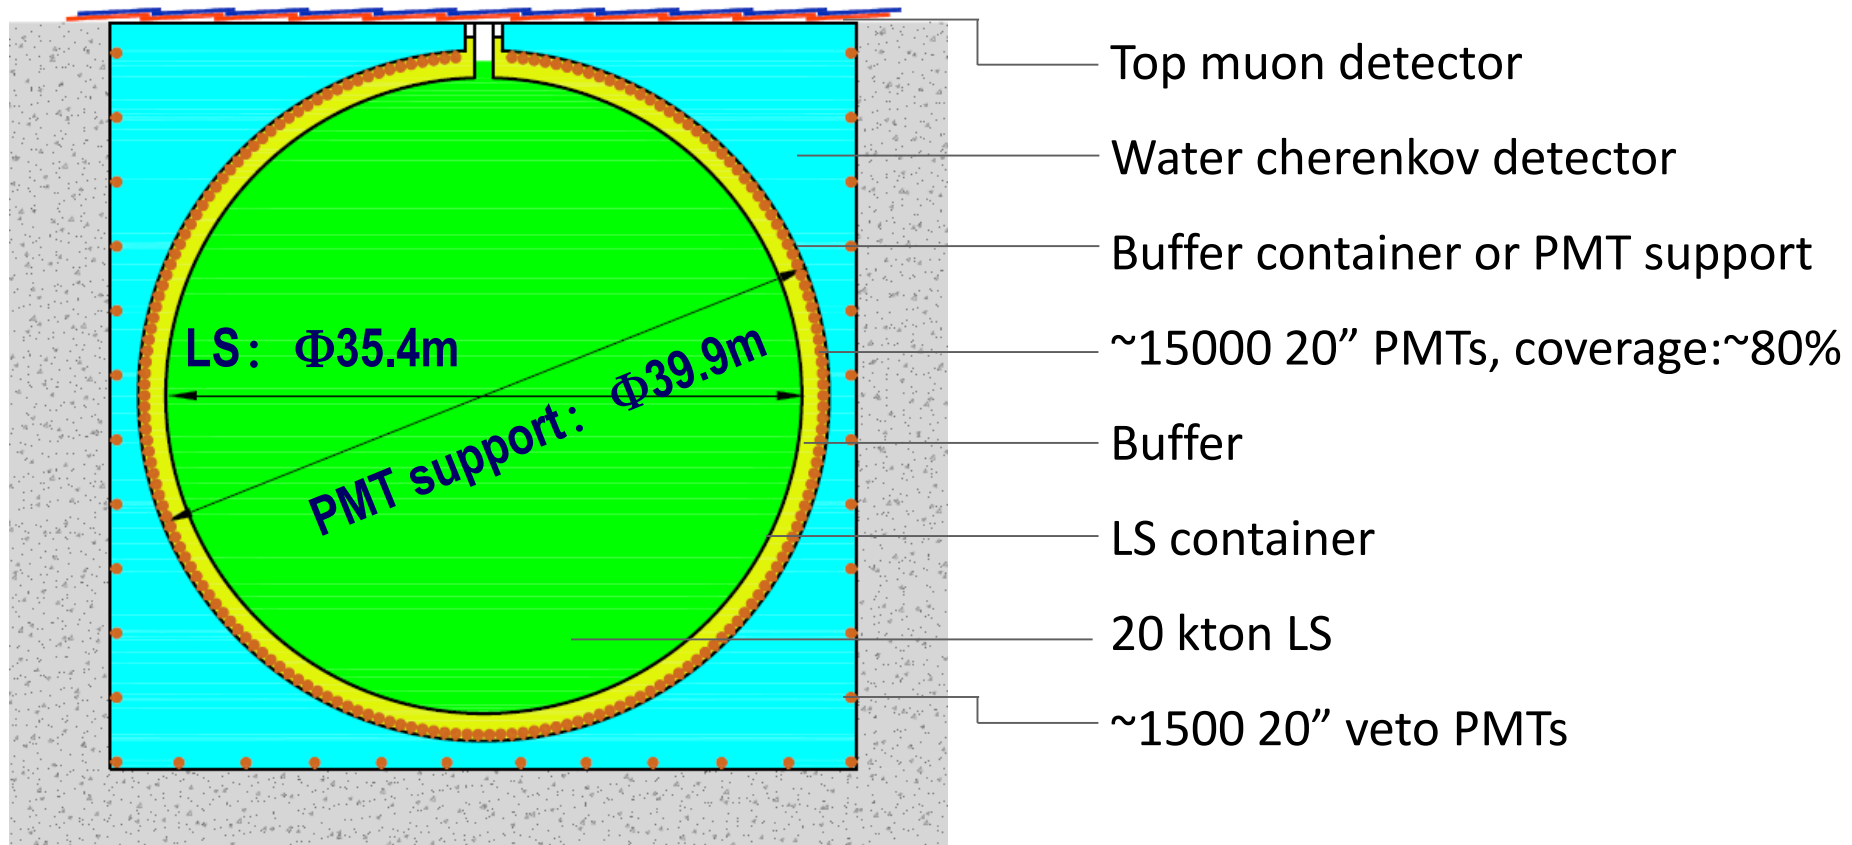 Top muon detector
Water cherenkov detector
Buffer container or PMT support
~15000 20” PMTs, coverage:~80%
Buffer
LS container
20 kton LS
~1500 20” veto PMTs
LS: Φ35.4m
PMT support: Φ39.9m